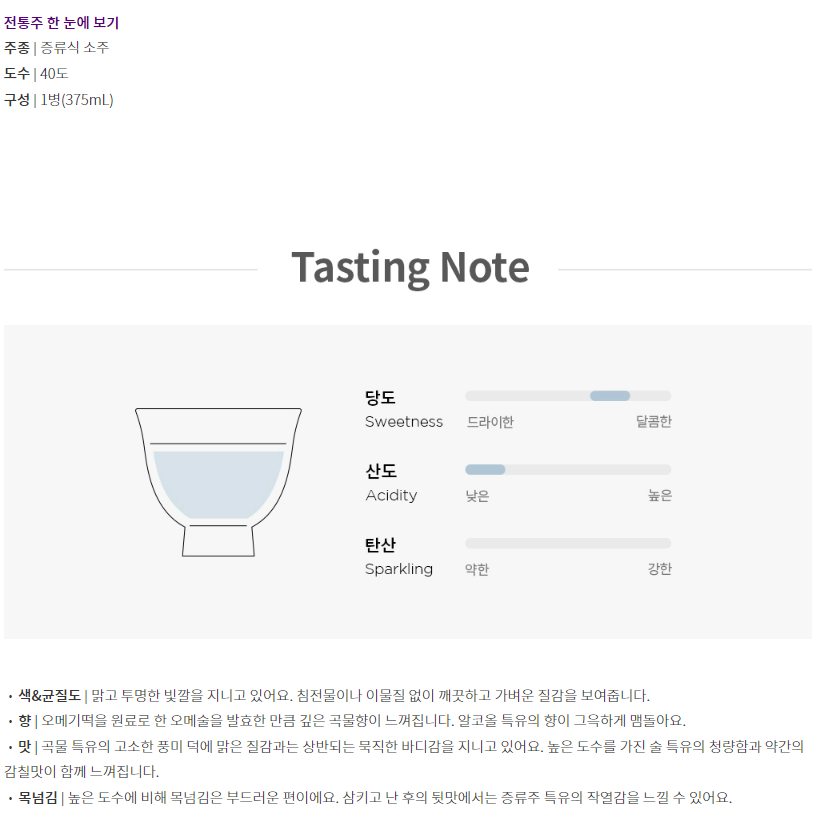 전통주 한 눈에 보기
주종 | 증류식 소주
도수 | 40도
구성 | 1병(375mL)
Tasting Note
당도
Sweetness 드라이한 달콤한
산도
Acidity 낮은 높은
탄산
Sparkling 약한 강한
· 색&균질도 | 맑고 투명한 빛깔을 지니고 있어요. 침전물이나 이물질 없이 깨끗하고 가벼운 질감을 보여줍니다.
· 향 | 오메기떡을 원료로 한 오메술을 발효한 만큼 깊은 곡물향이 느껴집니다. 알코올 특유의 향이 그윽하게 맴돌아요.
· 맛 | 곡물 특유의 고소한 풍미 덕에 맑은 질감과는 상반되는 묵직한 바디감을 지니고 있어요. 높은 도수를 가진 술 특유의 청량함과 약간의
감칠맛이 함께 느껴집니다.
· 목넘김 | 높은 도수에 비해 목넘김은 부드러운 편이에요. 삼키고 난 후의 뒷맛에서는 증류주 특유의 작열감을 느낄 수 있어요.